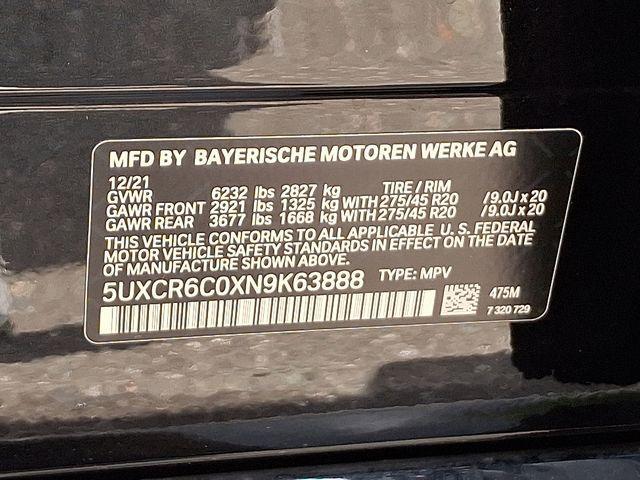 MFD BY BAYERISCHE MOTOREN WERKE AG
12/21 TIRE / RIM
GVWR 6232 lbs 2827 kg
GAWR FRONT 2921 lbs 1325 kg WITH 275/45 R20 /9.0J x 20
GAWR REAR 3677 lbs 1668 kg WITH 275/45 R20 /9.0J x 20
THIS VEHICLE CONFORMS TO ALL APPLICABLE U. S. FEDERAL
MOTOR VEHICLE SAFETY STANDARDS IN EFFECT ON THE DATE
OF MANUFACTURE SHOWN ABOVE.
5UXCR6C0XN9K63888 TYPE: MPV
475M
7 320 729